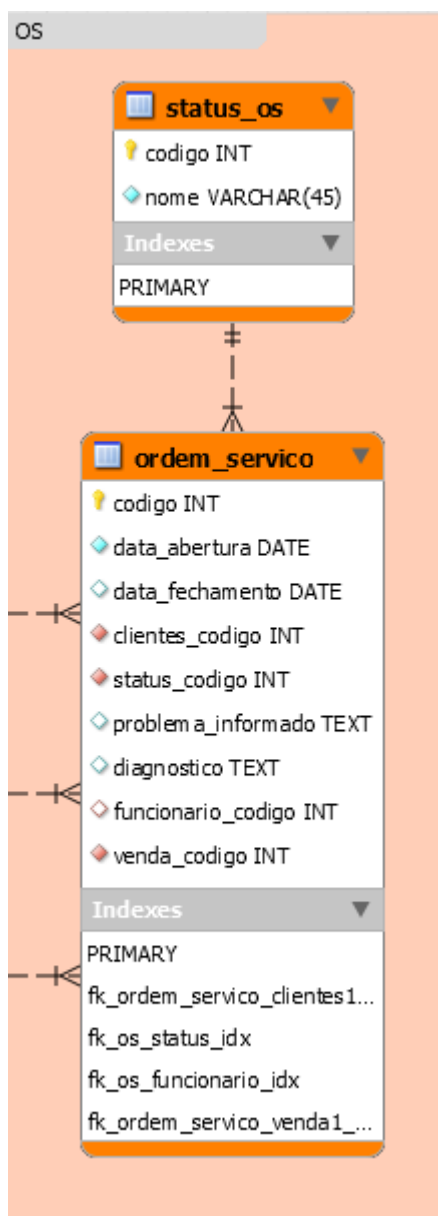 OS
status_os
codigo INT
nome VARCHAR(45)
Indexes
PRIMARY
ordem_servico
codigo INT
data_abertura DATE
data_fechamento DATE
clientes_codigo INT
status_codigo INT
problema_informado TEXT
diagnostico TEXT
funcionario_codigo INT
venda_codigo INT
Indexes
PRIMARY
fk_ordem_servico_clientes1...
fk_os_status_idx
fk_os_funcionario_idx
fk_ordem_servico_venda1_...